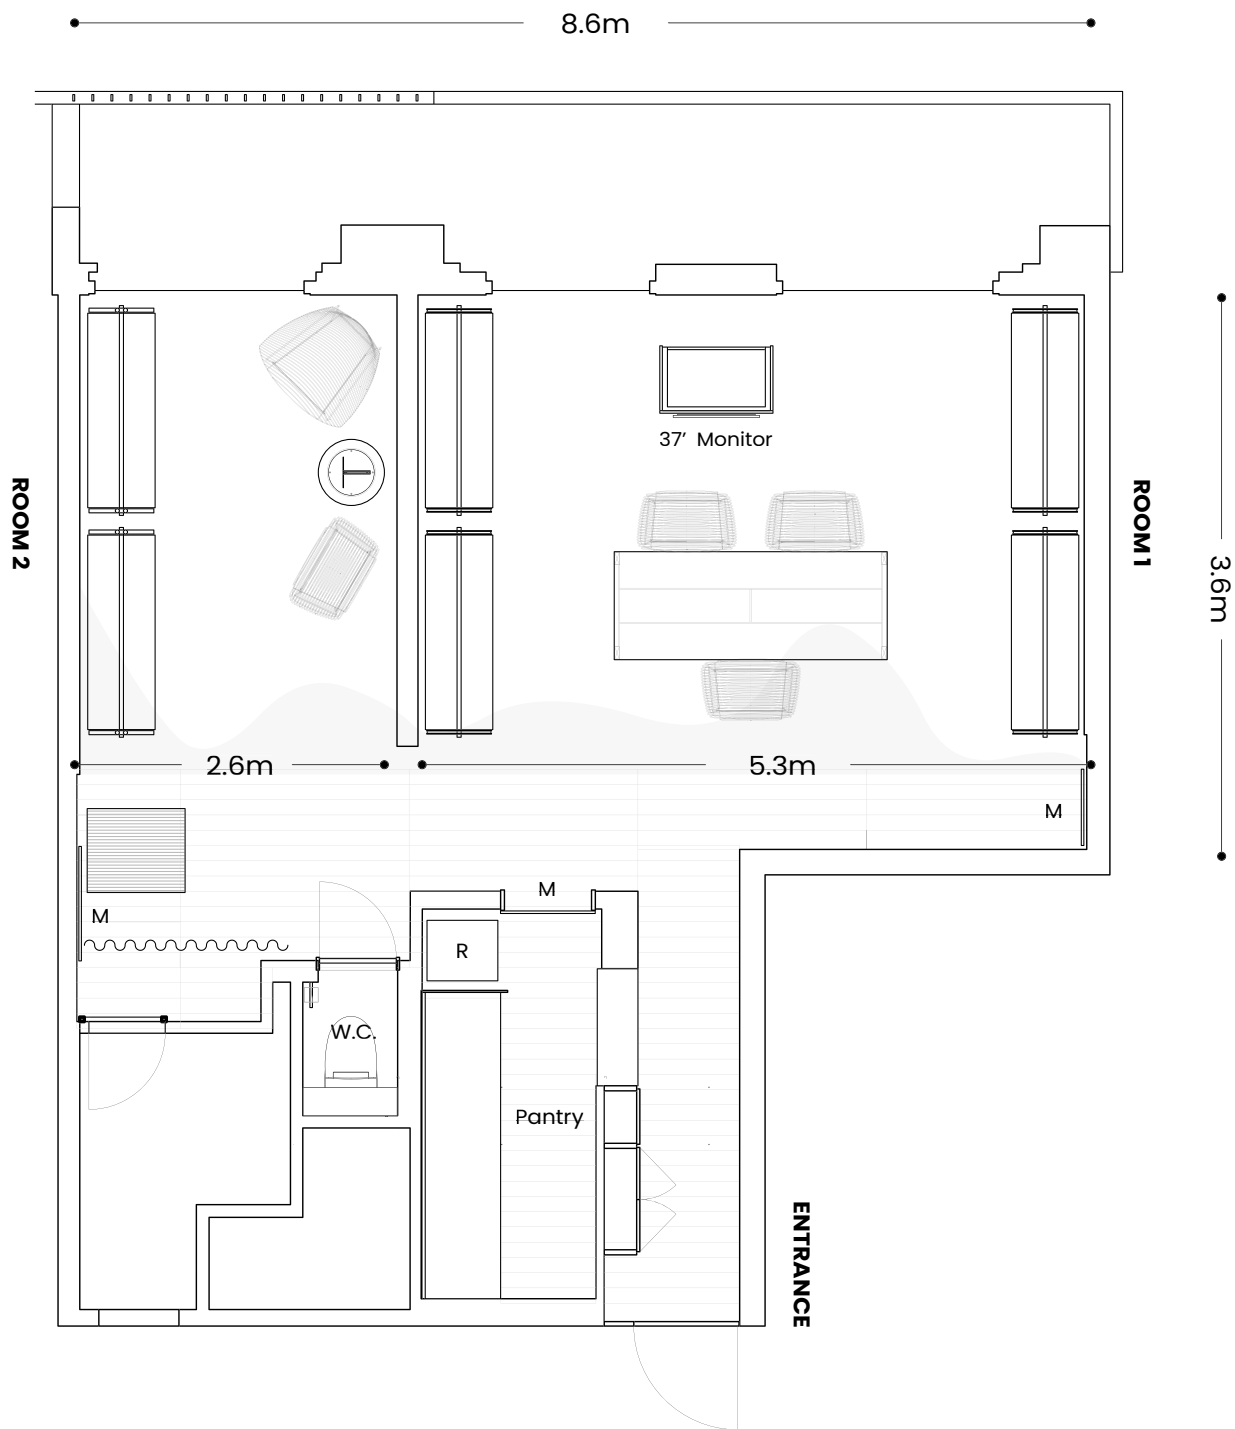 8.6m
37’ Monitor
ROOM 2
ROOM 1
3.6m
2.6m
5.3m
M
M
M
R
W.C.
Pantry
ENTRANCE